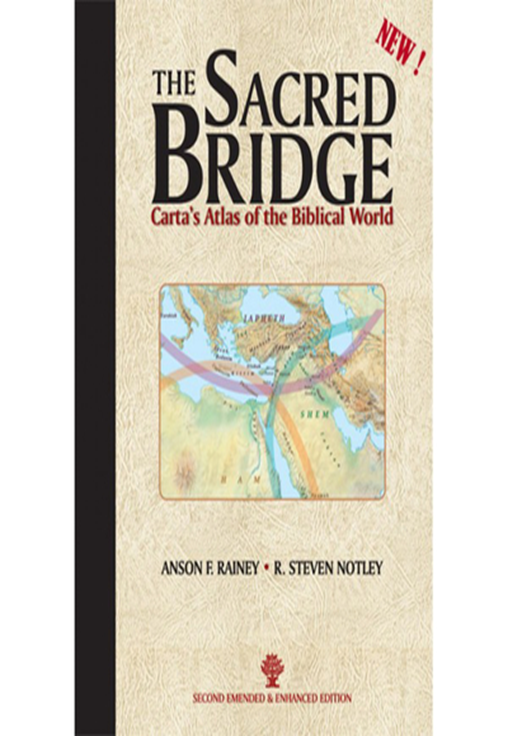 NEW!
THE SACRED
BRIDGE
Carta's Atlas of the Biblical World
JAPHETH
SHEM
HAM
ANSON F. RAINEY • R. STEVEN NOTLEY
SECOND EMENDED & ENHANCED EDITION